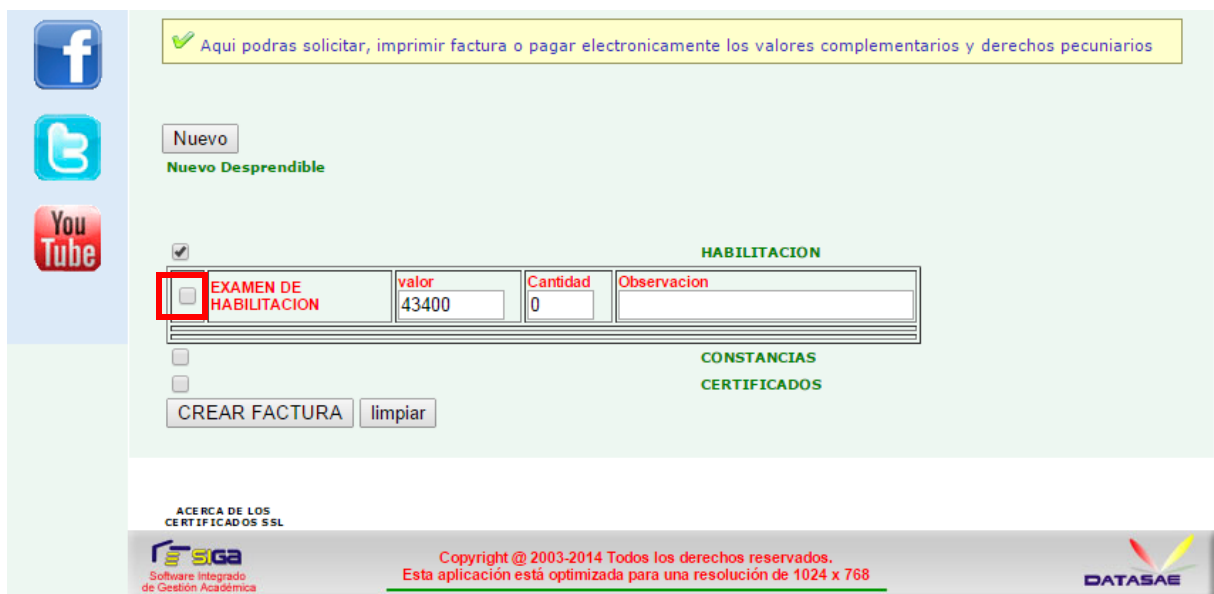 Aqui podras solicitar, imprimir factura o pagar electronicamente los valores complementarios y derechos pecuniarios
Nuevo
Nuevo Desprendible
You
Tube
HABILITACION
EXAMEN DE
HABILITACION
valor
43400
Cantidad
0
Observacion
CONSTANCIAS
CERTIFICADOS
CREAR FACTURA
limpiar
ACERCA DE LOS
CERTIFICADOS SSL
SIGA
Software Integrado
de Gestión Académica
Copyright @ 2003-2014 Todos los derechos reservados.
Esta aplicación está optimizada para una resolución de 1024 x 768
DATASAE